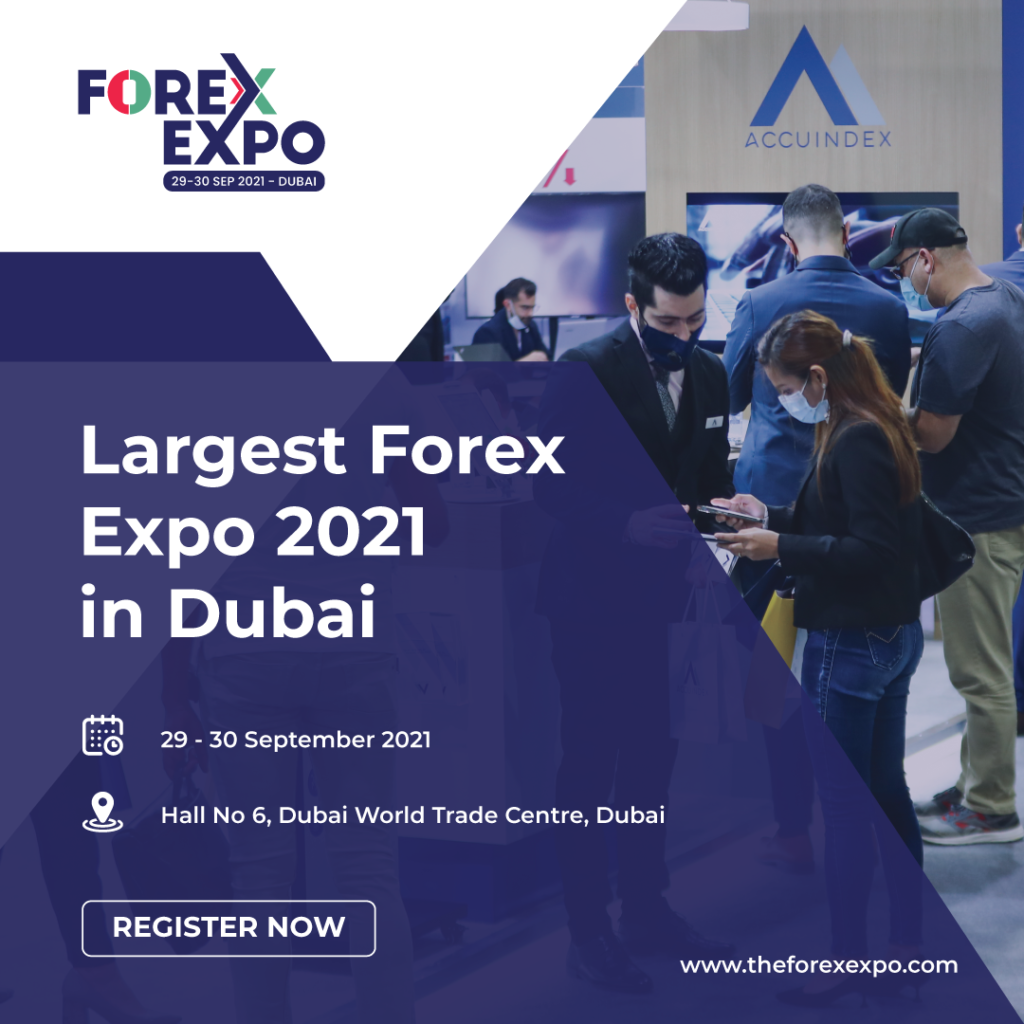 FOREX
EXPO
29-30 SEP 2021 - DUBAI
ACCUINDEX
Largest Forex
Expo 2021
in Dubai
29 - 30 September 2021
Hall No 6, Dubai World Trade Centre, Dubai
REGISTER NOW
www.theforexexpo.com